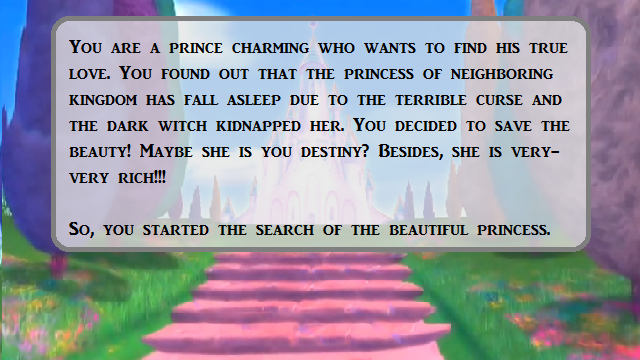 You are a prince charming who wants to find his true
love. You found out that the princess of neighboring
kingdom has fall asleep due to the terrible curse and
the dark witch kidnapped her. You decided to save the
beauty! Maybe she is you destiny? Besides, she is very-
very rich!!!
So, you started the search of the beautiful princess.